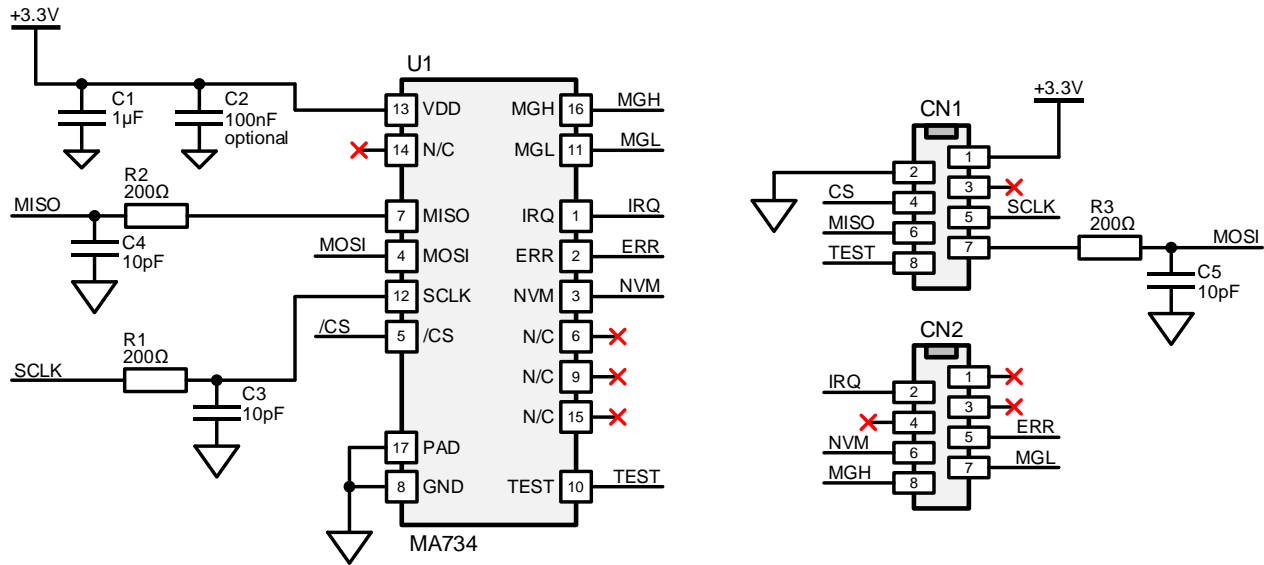 +3.3V
C1
1µF
C2
100nF
optional
U1
13
VDD
14
N/C
7
MISO
4
MOSI
12
SCLK
5
/CS
17
PAD
8
GND
MGH
16
MGH
MGL
11
MGL
IRQ
1
IRQ
ERR
2
ERR
NVM
3
NVM
N/C
6
N/C
9
N/C
15
TEST
10
TEST
MA734
MISO
R2
200Ω
C4
10pF
MOSI
/CS
SCLK
R1
200Ω
C3
10pF
CN1
+3.3V
1
2
3
CS
4
5
SCLK
MISO
6
7
TEST
8
R3
200Ω
MOSI
C5
10pF
CN2
1
IRQ
2
3
4
5
ERR
NVM
6
7
MGL
MGH
8